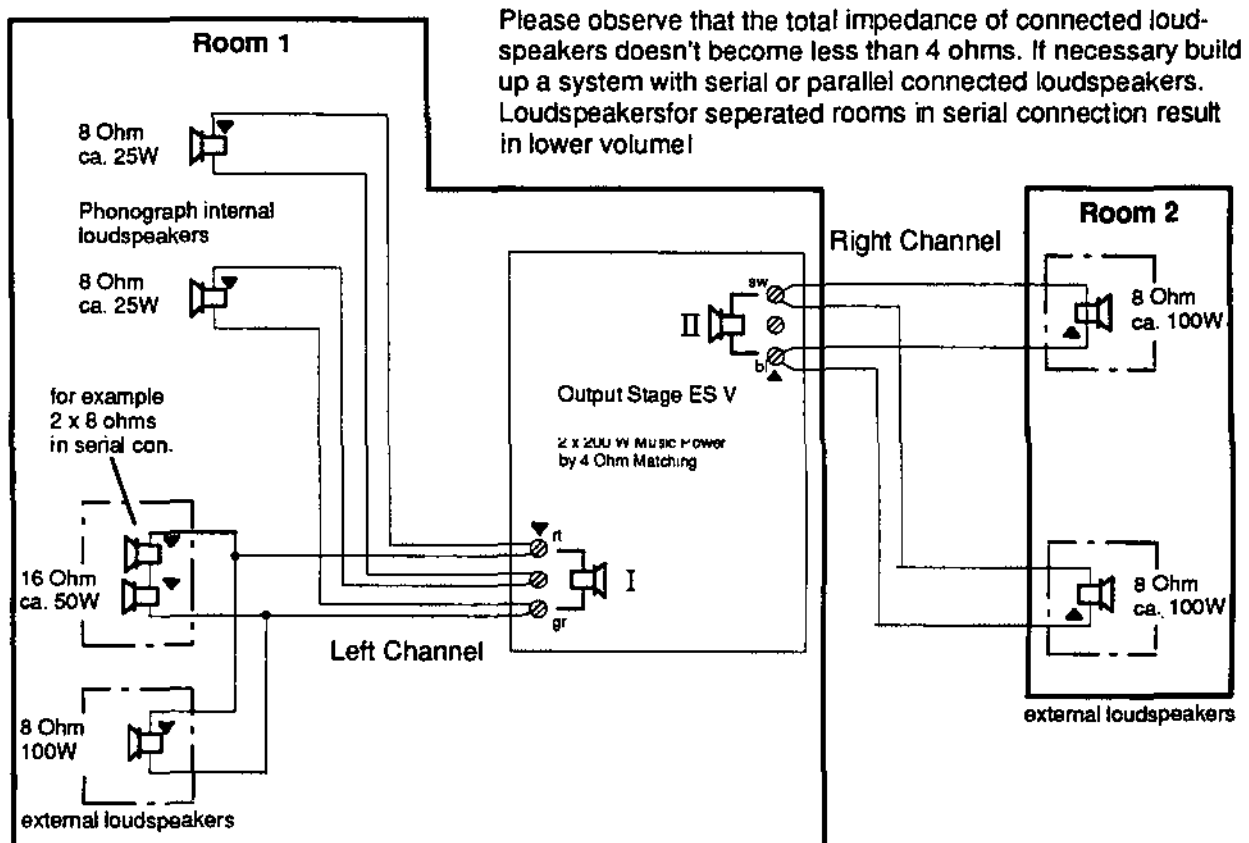 Please observe that the total impedance of connected loud-
speakers doesn't become less than 4 ohms. If necessary build
up a system with serial or parallel connected loudspeakers.
Loudspeakersfor seperated rooms in serial connection result
in lower volume!
Room 1
8 Ohm
ca. 25W
Phonograph internal
loudspeakers
8 Ohm
ca. 25W
for example
2 x 8 ohms
in serial con.
16 Ohm
ca. 50W
8 Ohm
100W
external loudspeakers
Left Channel
rt
gr
I
Output Stage ES V
2 x 200 W Music Power
by 4 Ohm Matching
II
sw
bl
Right Channel
Room 2
8 Ohm
ca. 100W
8 Ohm
ca. 100W
external loudspeakers